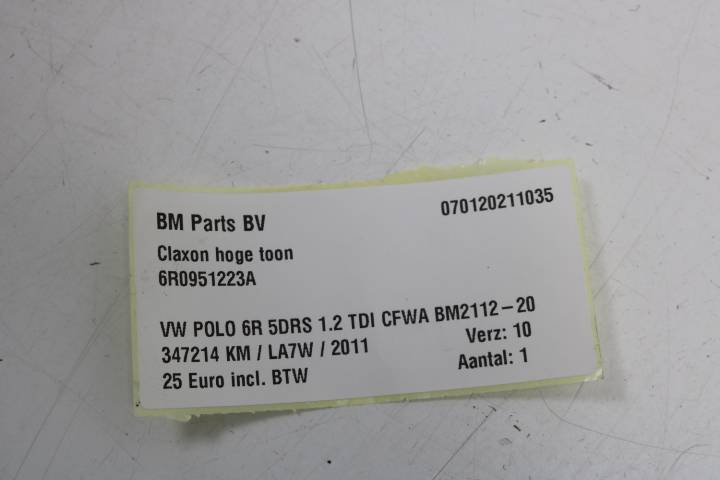 BM Parts BV
070120211035
Claxon hoge toon
6R0951223A
VW POLO 6R 5DRS 1.2 TDI CFWA BM2112-20
347214 KM / LA7W / 2011
Verz: 10
25 Euro incl. BTW
Aantal: 1